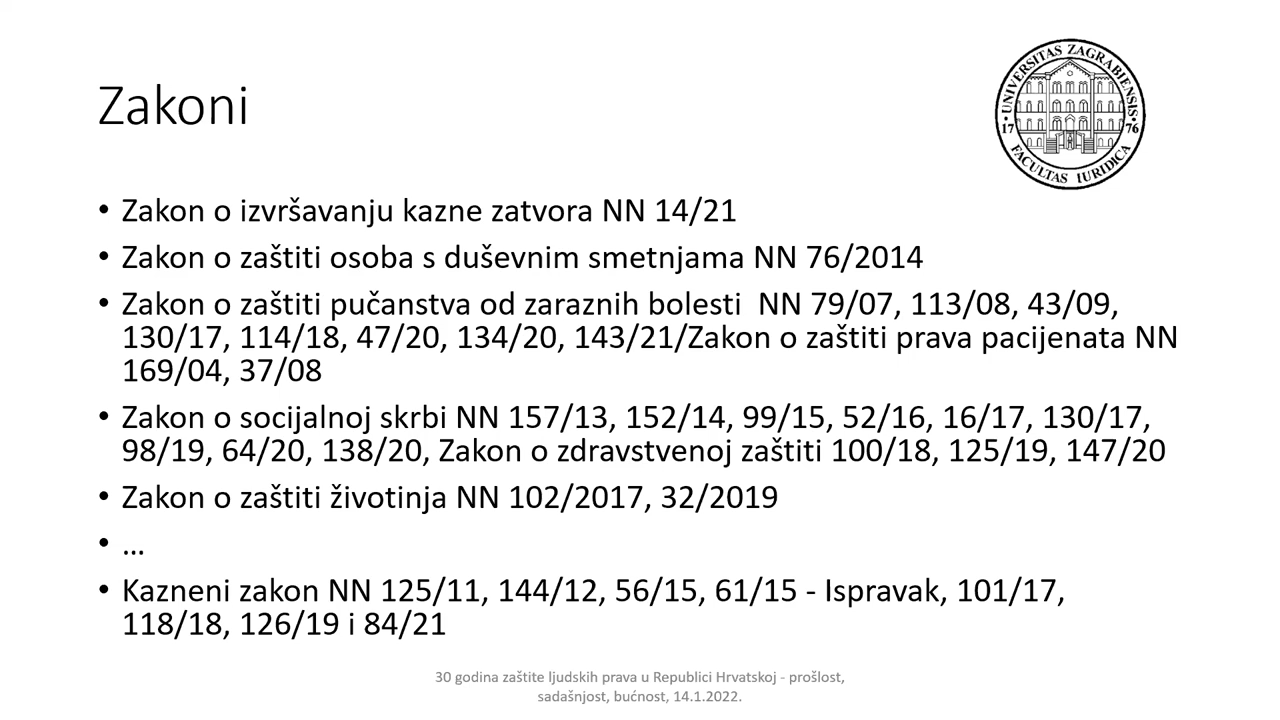 Zakoni
UNIVERSITAS ZAGRABIENSIS
17 76
FACULTAS IURIDICA
• Zakon o izvršavanju kazne zatvora NN 14/21
• Zakon o zaštiti osoba s duševnim smetnjama NN 76/2014
• Zakon o zaštiti pučanstva od zaraznih bolesti  NN 79/07, 113/08, 43/09,
130/17, 114/18, 47/20, 134/20, 143/21/Zakon o zaštiti prava pacijenata NN
169/04, 37/08
• Zakon o socijalnoj skrbi NN 157/13, 152/14, 99/15, 52/16, 16/17, 130/17,
98/19, 64/20, 138/20, Zakon o zdravstvenoj zaštiti 100/18, 125/19, 147/20
• Zakon o zaštiti životinja NN 102/2017, 32/2019
• ...
• Kazneni zakon NN 125/11, 144/12, 56/15, 61/15 - Ispravak, 101/17,
118/18, 126/19 i 84/21
30 godina zaštite ljudskih prava u Republici Hrvatskoj - prošlost,
sadašnjost, bućnost, 14.1.2022.